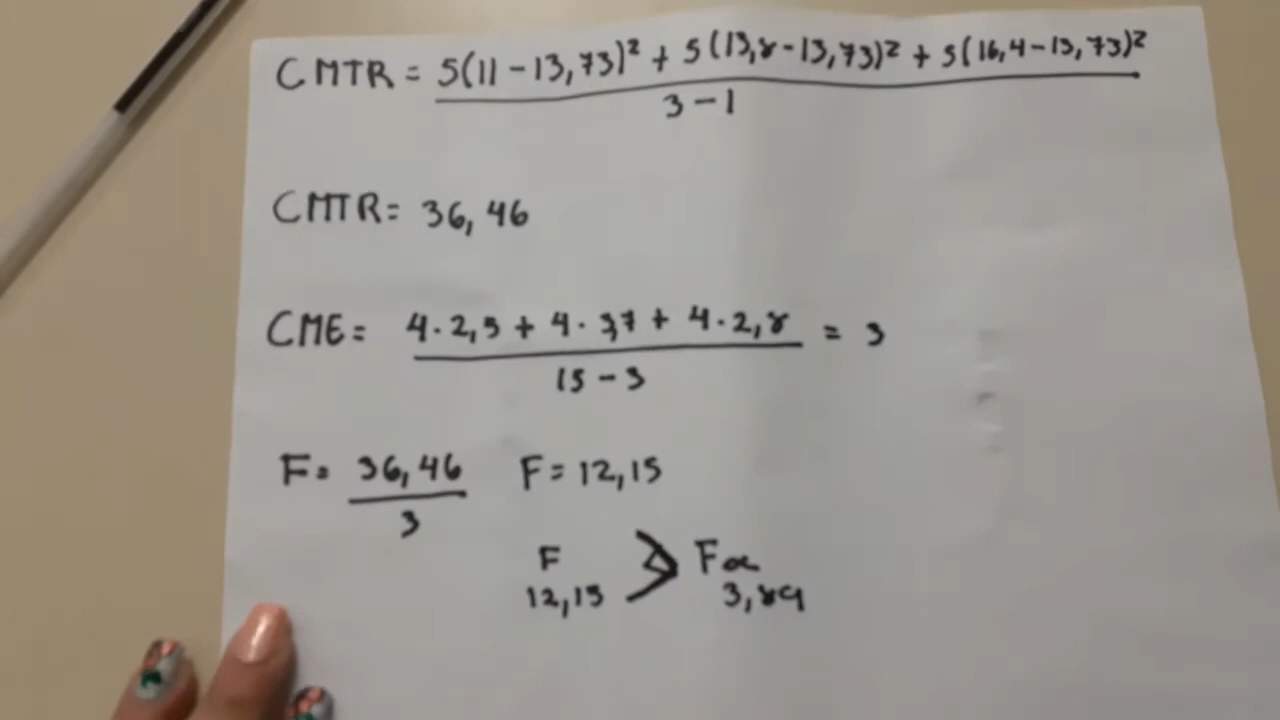 CMTR = 5(11 - 13,73)² + 5(13,8 - 13,73)² + 5(16,4 - 13,73)²
3 - 1
CMTR = 36,46
CME = 4 · 2,5 + 4 · 3,7 + 4 · 2,8 = 3
15 - 3
F = 36,46 F = 12,15
3
F > Fα
12,15 3,89